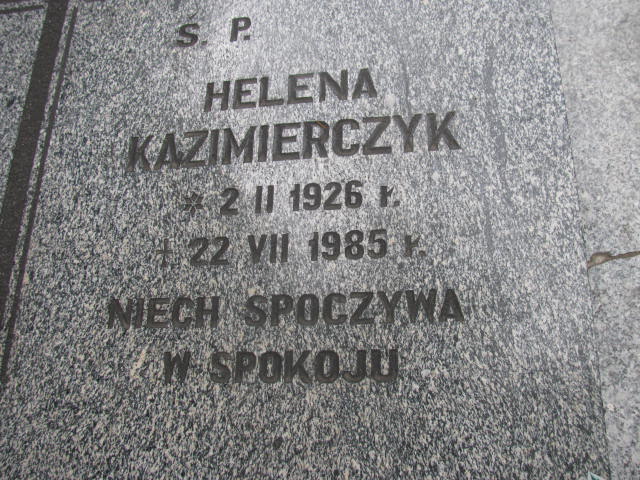 Ś. P.
HELENA
KAZIMIERCZYK
* 2 II 1926 r.
+ 22 VII 1985 r.
NIECH SPOCZYWA
W SPOKOJU